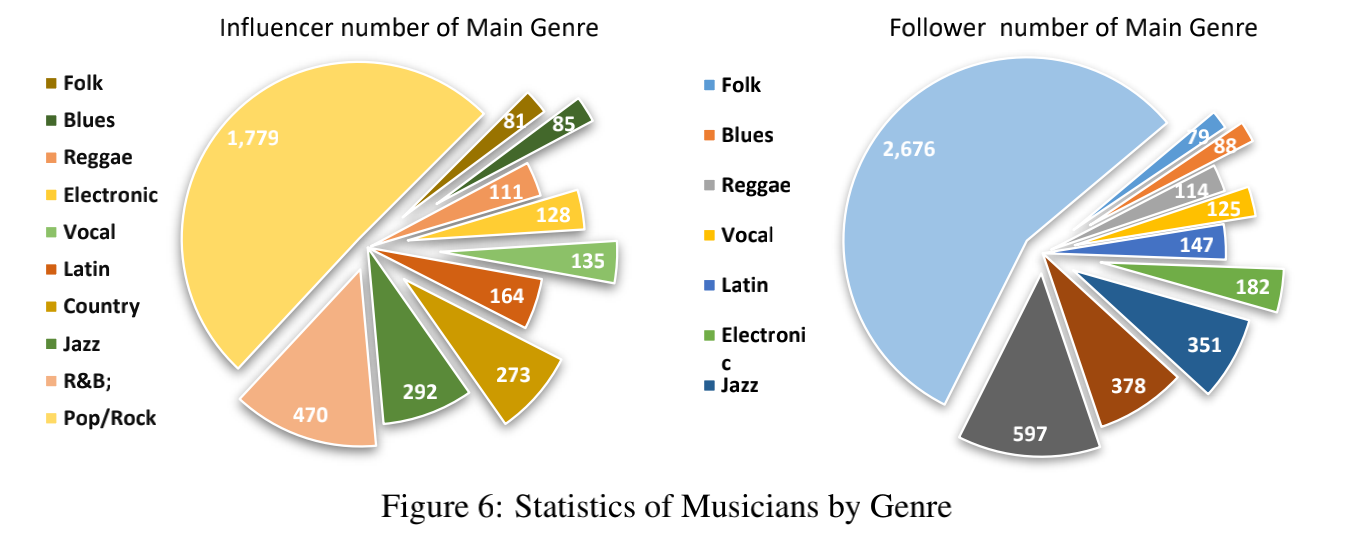 Influencer number of Main Genre
Folk
Blues
Reggae
Electronic
Vocal
Latin
Country
Jazz
R&B;
Pop/Rock
1,779
81
85
111
128
135
164
273
292
470
Follower number of Main Genre
Folk
Blues
Reggae
Vocal
Latin
Electroni
c
Jazz
2,676
79
88
114
125
147
182
351
378
597
Figure 6: Statistics of Musicians by Genre